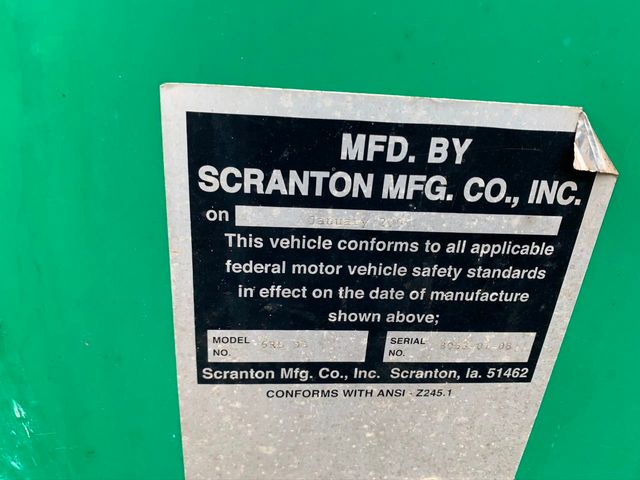 MFD. BY
SCRANTON MFG. CO., INC.
on January
This vehicle conforms to all applicable
federal motor vehicle safety standards
in effect on the date of manufacture
shown above;
MODEL NO. SERIAL NO.
Scranton Mfg. Co., Inc. Scranton, Ia. 51462
CONFORMS WITH ANSI - Z245.1